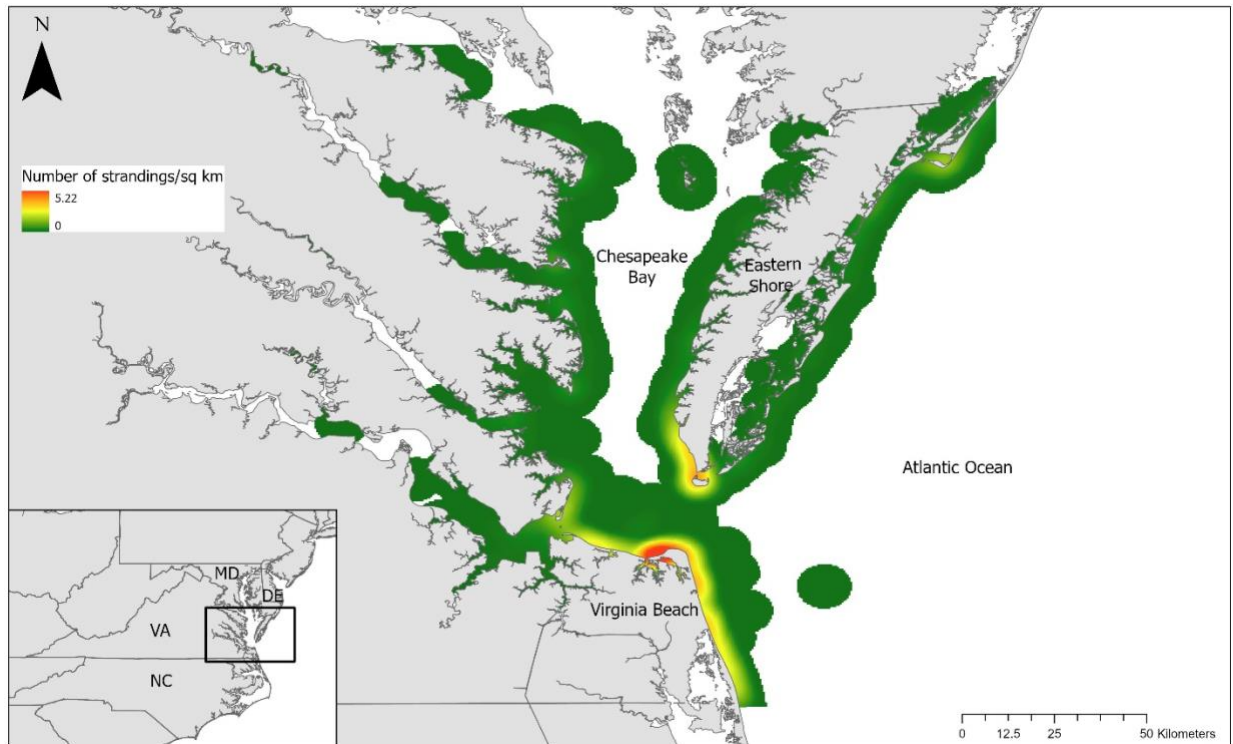 N
Number of strandings/sq km
5.22
0
Chesapeake
Bay
Eastern
Shore
Atlantic Ocean
Virginia Beach
MD
DE
VA
NC
0 12.5 25 50 Kilometers